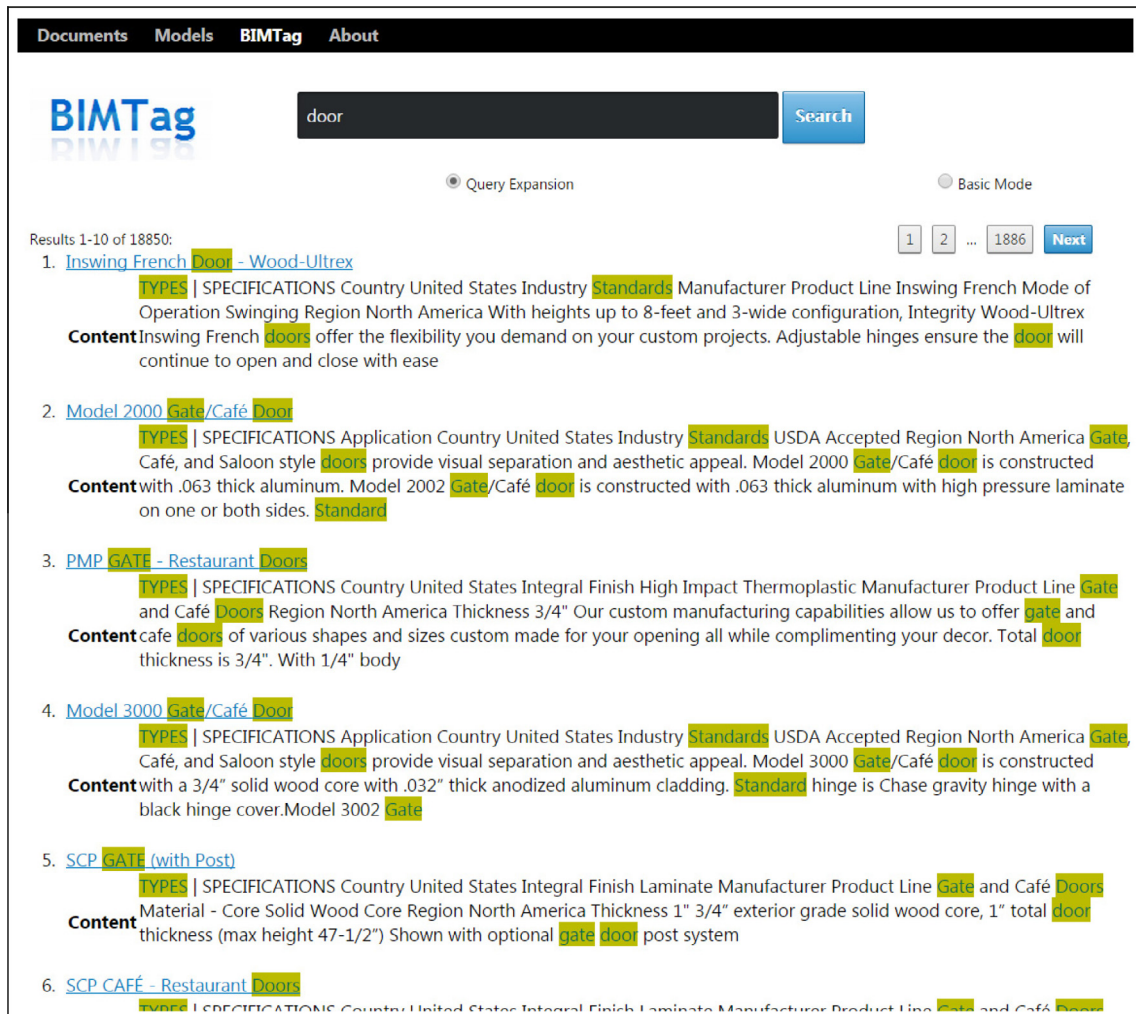 Documents Models BIMTag About
BIMTag
door
Search
Query Expansion
Basic Mode
Results 1-10 of 18850:
1 2 ... 1886 Next
1. Inswing French Door - Wood-Ultrex
TYPES | SPECIFICATIONS Country United States Industry Standards Manufacturer Product Line Inswing French Mode of
Operation Swinging Region North America With heights up to 8-feet and 3-wide configuration, Integrity Wood-Ultrex
Content Inswing French doors offer the flexibility you demand on your custom projects. Adjustable hinges ensure the door will
continue to open and close with ease
2. Model 2000 Gate/Café Door
TYPES | SPECIFICATIONS Application Country United States Industry Standards USDA Accepted Region North America Gate,
Café, and Saloon style doors provide visual separation and aesthetic appeal. Model 2000 Gate/Café door is constructed
Content with .063 thick aluminum. Model 2002 Gate/Café door is constructed with .063 thick aluminum with high pressure laminate
on one or both sides. Standard
3. PMP GATE - Restaurant Doors
TYPES | SPECIFICATIONS Country United States Integral Finish High Impact Thermoplastic Manufacturer Product Line Gate
and Café Doors Region North America Thickness 3/4" Our custom manufacturing capabilities allow us to offer gate and
Content cafe doors of various shapes and sizes custom made for your opening all while complimenting your decor. Total door
thickness is 3/4". With 1/4" body
4. Model 3000 Gate/Café Door
TYPES | SPECIFICATIONS Application Country United States Industry Standards USDA Accepted Region North America Gate,
Café, and Saloon style doors provide visual separation and aesthetic appeal. Model 3000 Gate/Café door is constructed
Content with a 3/4” solid wood core with .032” thick anodized aluminum cladding. Standard hinge is Chase gravity hinge with a
black hinge cover.Model 3002 Gate
5. SCP GATE (with Post)
TYPES | SPECIFICATIONS Country United States Integral Finish Laminate Manufacturer Product Line Gate and Café Doors
Material - Core Solid Wood Core Region North America Thickness 1" 3/4” exterior grade solid wood core, 1” total door
Content thickness (max height 47-1/2”) Shown with optional gate door post system
6. SCP CAFÉ - Restaurant Doors
TYPES | SPECIFICATIONS Country United States Integral Finish Laminate Manufacturer Product Line Gate and Café Doors